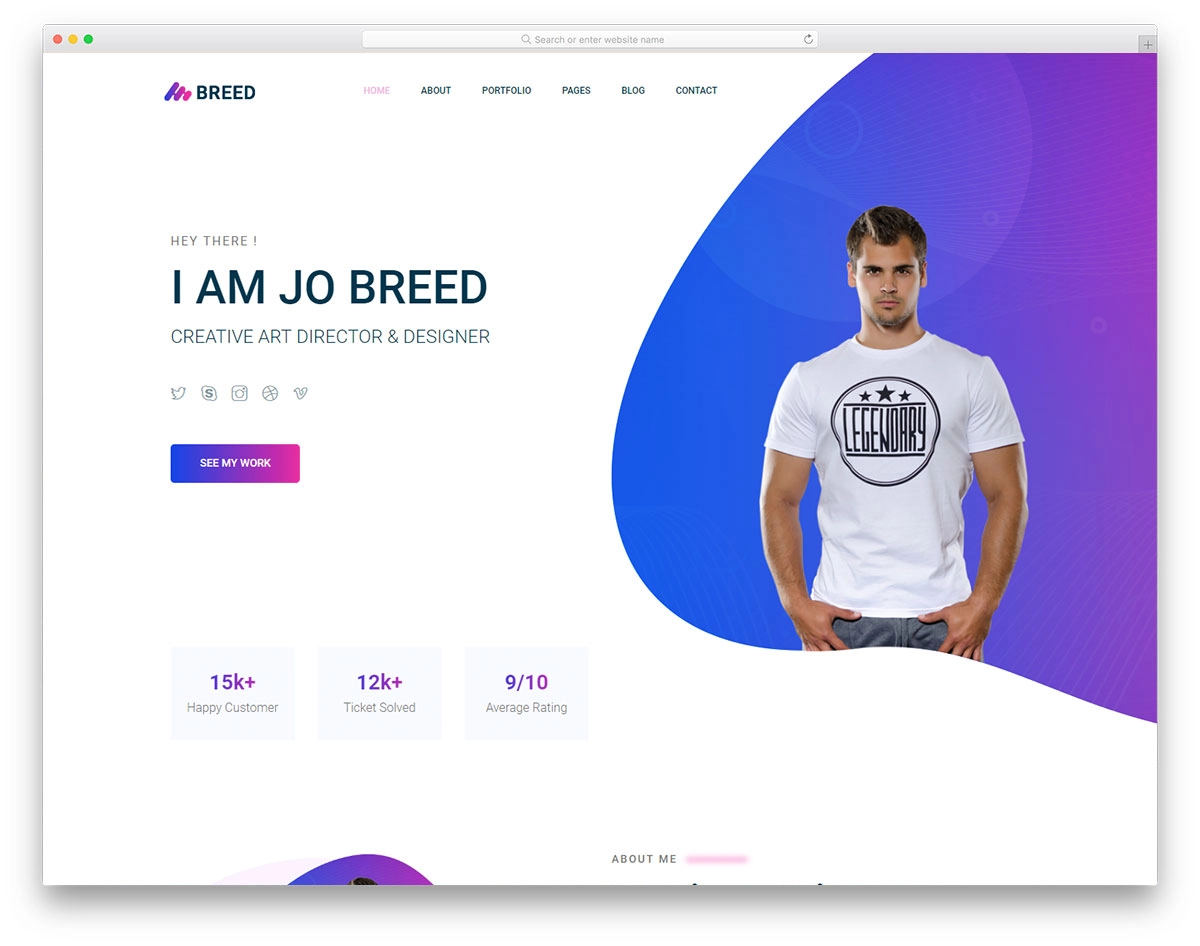 Search or enter website name
BREED
HOME ABOUT PORTFOLIO PAGES BLOG CONTACT
HEY THERE !
I AM JO BREED
CREATIVE ART DIRECTOR & DESIGNER
SEE MY WORK
LEGENDARY
15k+ 12k+ 9/10
Happy Customer Ticket Solved Average Rating
ABOUT ME